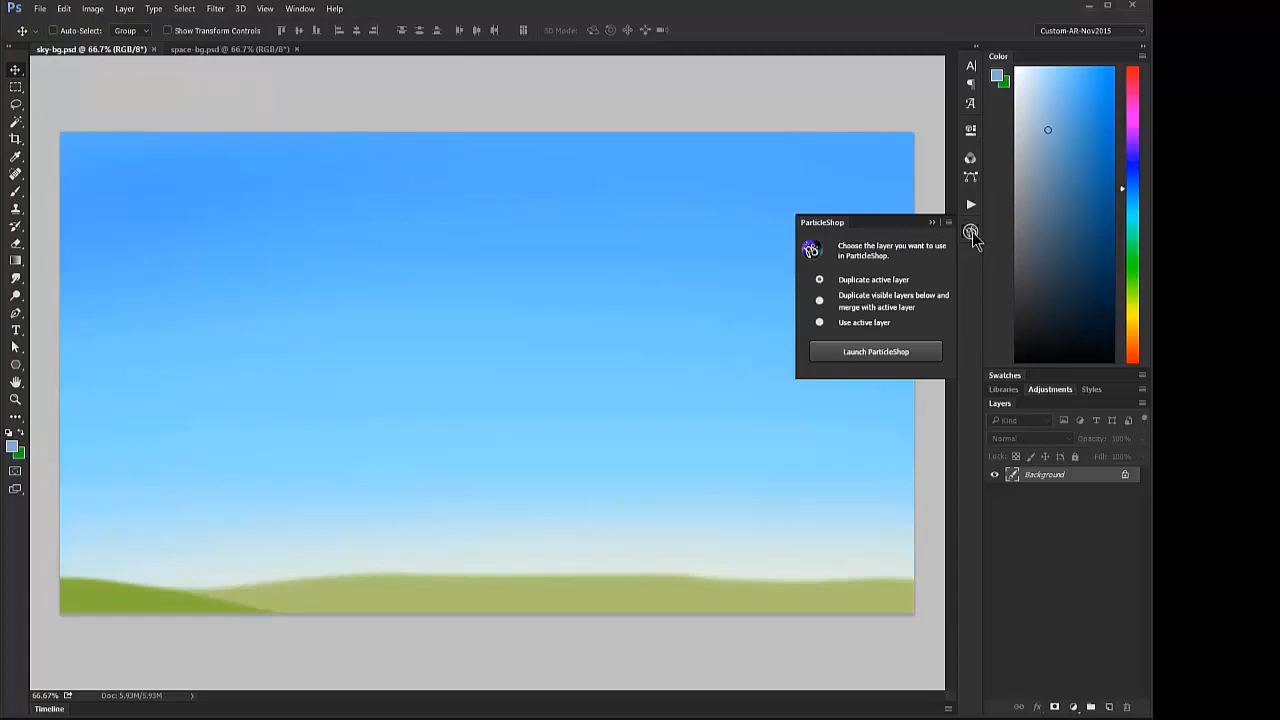 Ps File Edit Image Layer Type Select Filter 3D View Window Help
Auto-Select: Group Show Transform Controls 3D Mode: Custom-AR-Nov2015
sky-bg.psd @ 66.7% (RGB/8*) × space-bg.psd @ 66.7% (RGB/8*) ×
Color
ParticleShop
Choose the layer you want to use
in ParticleShop.
Duplicate active layer
Duplicate visible layers below and
merge with active layer
Use active layer
Launch ParticleShop
Swatches
Libraries Adjustments Styles
Layers
Kind
Normal Opacity: 100%
Lock: Fill: 100%
Background
66.67% Doc: 5.93M/5.93M
Timeline